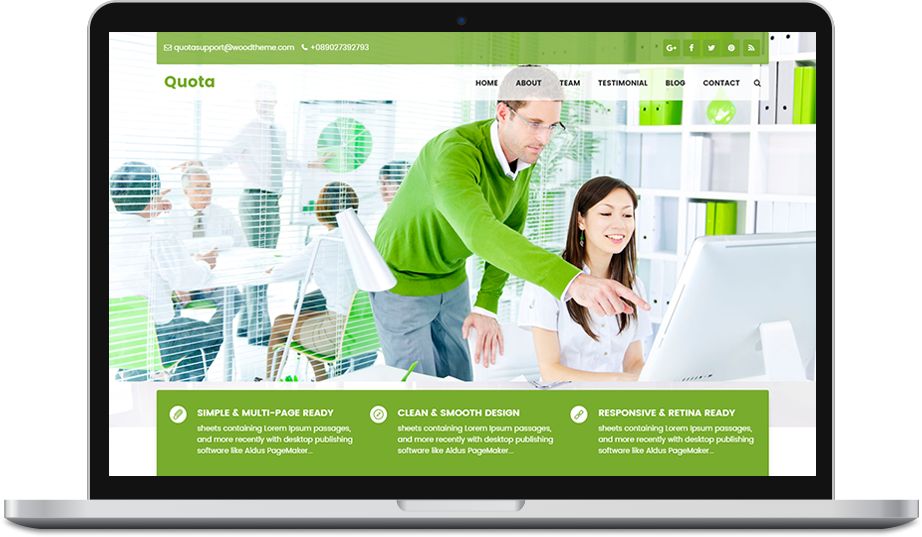 quotasupport@woodtheme.com +089027392793
Quota
HOME ABOUT TEAM TESTIMONIAL BLOG CONTACT
SIMPLE & MULTI-PAGE READY
sheets containing Lorem Ipsum passages,
and more recently with desktop publishing
software like Aldus PageMaker...
CLEAN & SMOOTH DESIGN
sheets containing Lorem Ipsum passages,
and more recently with desktop publishing
software like Aldus PageMaker...
RESPONSIVE & RETINA READY
sheets containing Lorem Ipsum passages,
and more recently with desktop publishing
software like Aldus PageMaker...